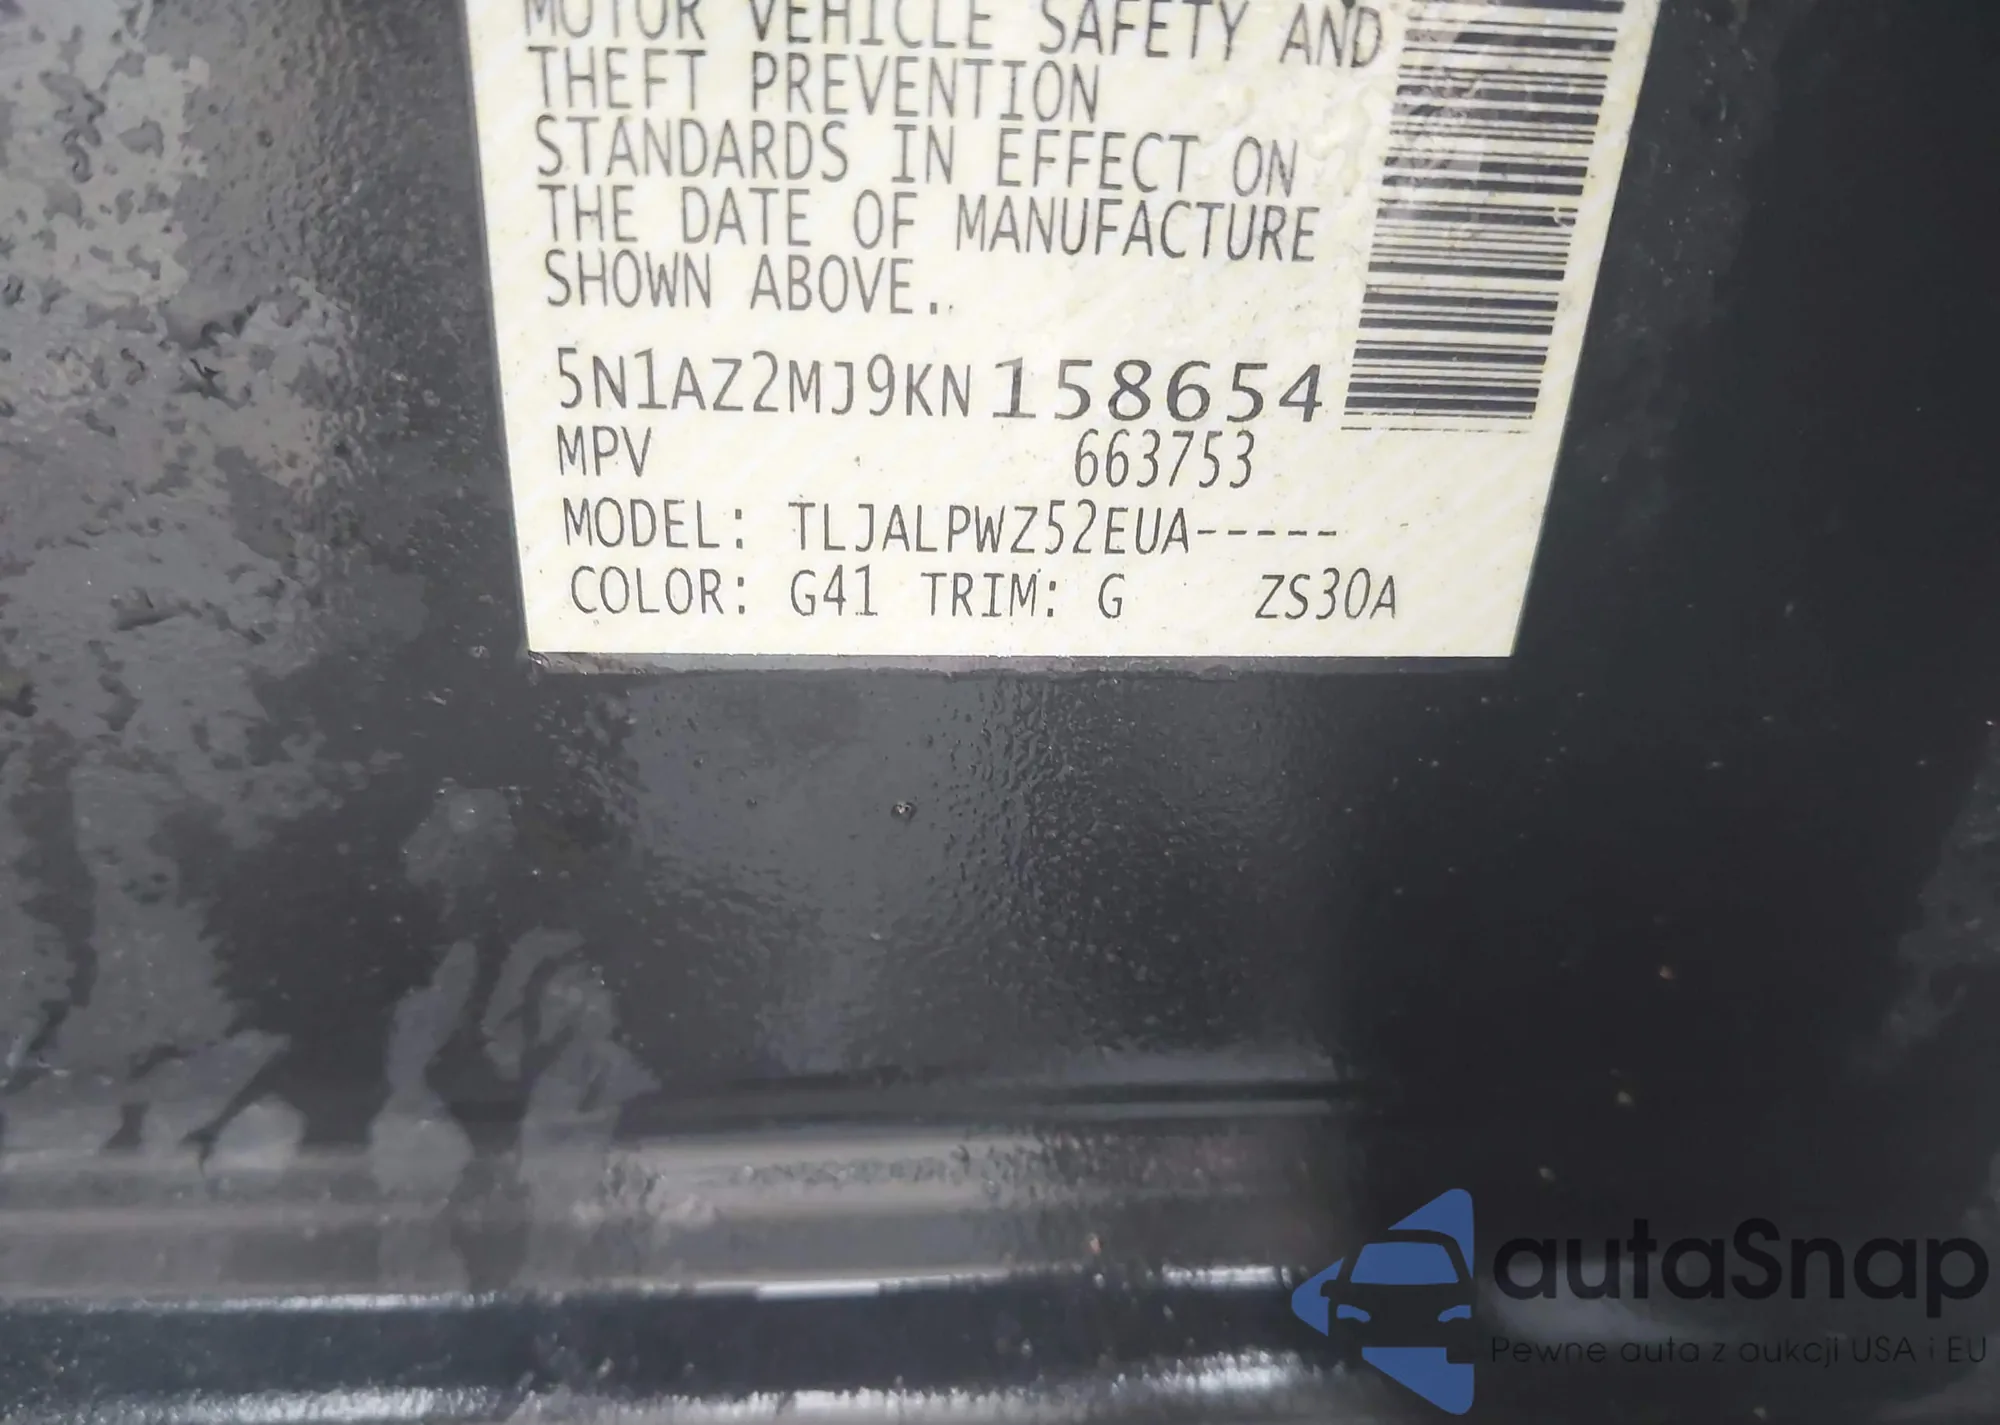 MOTOR VEHICLE SAFETY AND
THEFT PREVENTION
STANDARDS IN EFFECT ON
THE DATE OF MANUFACTURE
SHOWN ABOVE..
5N1AZ2MJ9KN158654
MPV 663753
MODEL: TLJALPWZ52EUA-----
COLOR: G41 TRIM: G ZS30A
autaSnap
Pewne auta z aukcji USA i EU